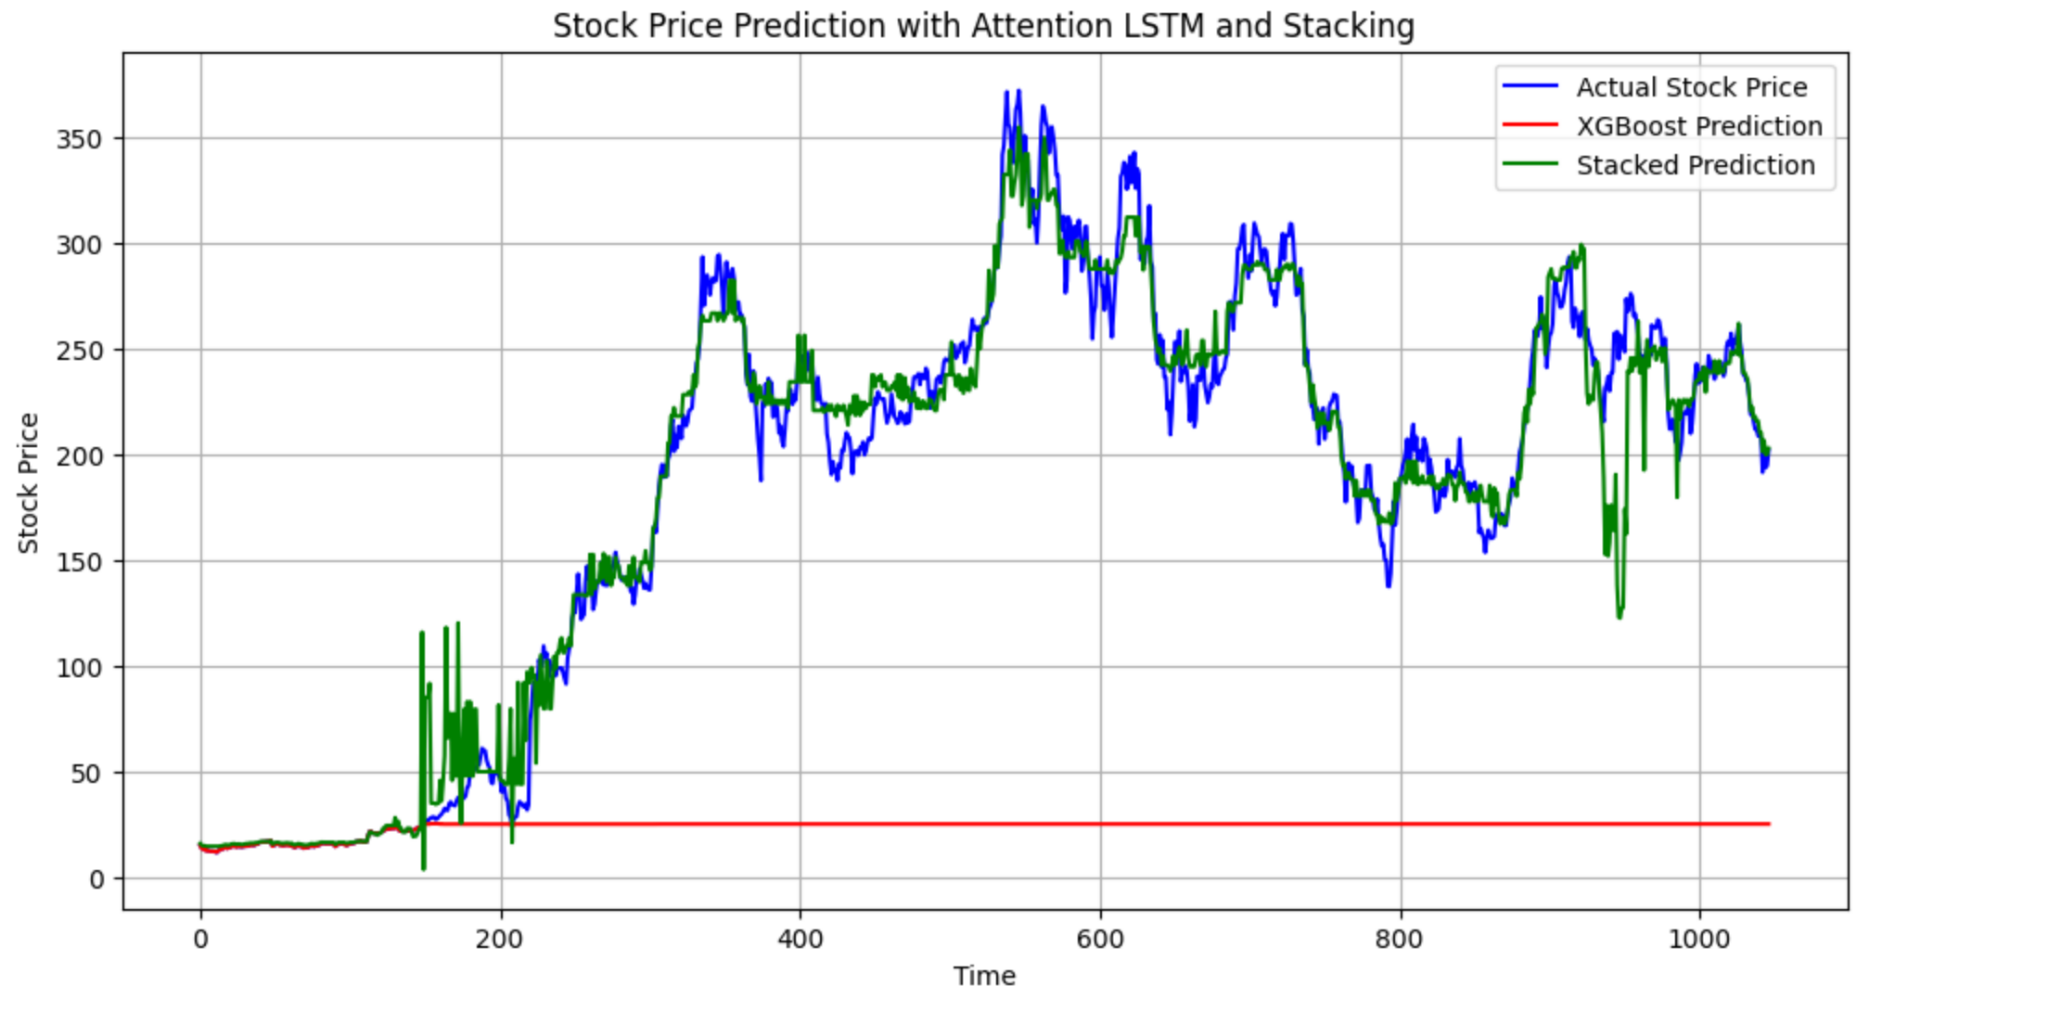 Stock Price Prediction with Attention LSTM and Stacking
Actual Stock Price
XGBoost Prediction
Stacked Prediction
Stock Price
350
300
250
200
150
100
50
0
0 200 400 600 800 1000
Time